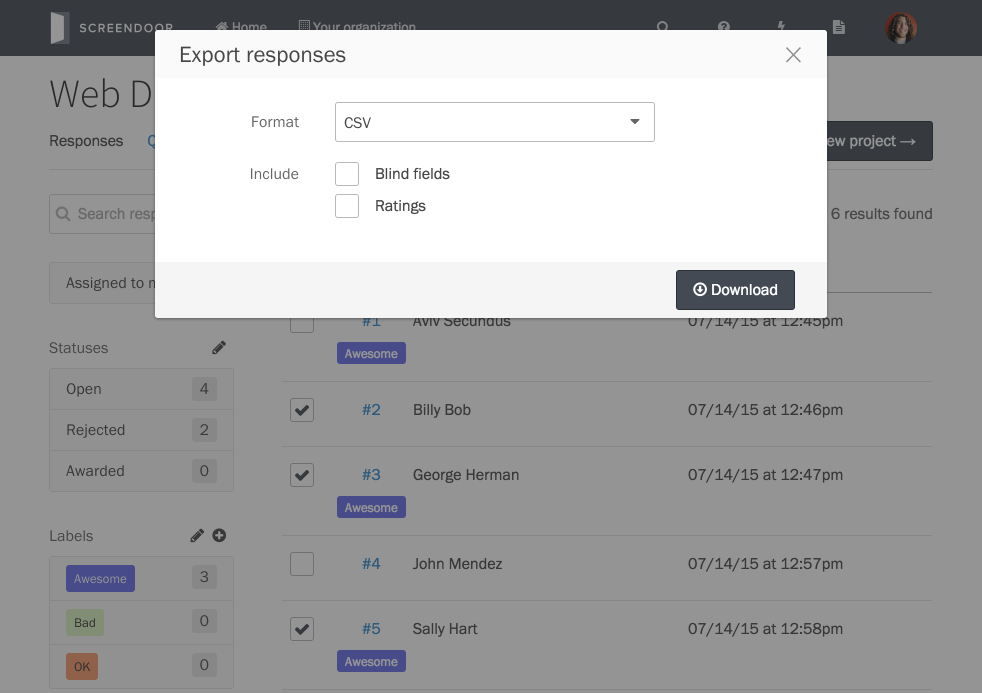 SCREENDOOR
Home
Your organization
Export responses
Web D
Format
CSV
Responses
Include
Blind fields
Ratings
ew project →
Search resp
6 results found
Assigned to m
Download
#1 Aviv Secundus 07/14/15 at 12:45pm
Awesome
Statuses
Open 4
Rejected 2
Awarded 0
#2 Billy Bob 07/14/15 at 12:46pm
#3 George Herman 07/14/15 at 12:47pm
Awesome
Labels
Awesome 3
Bad 0
OK 0
#4 John Mendez 07/14/15 at 12:57pm
#5 Sally Hart 07/14/15 at 12:58pm
Awesome